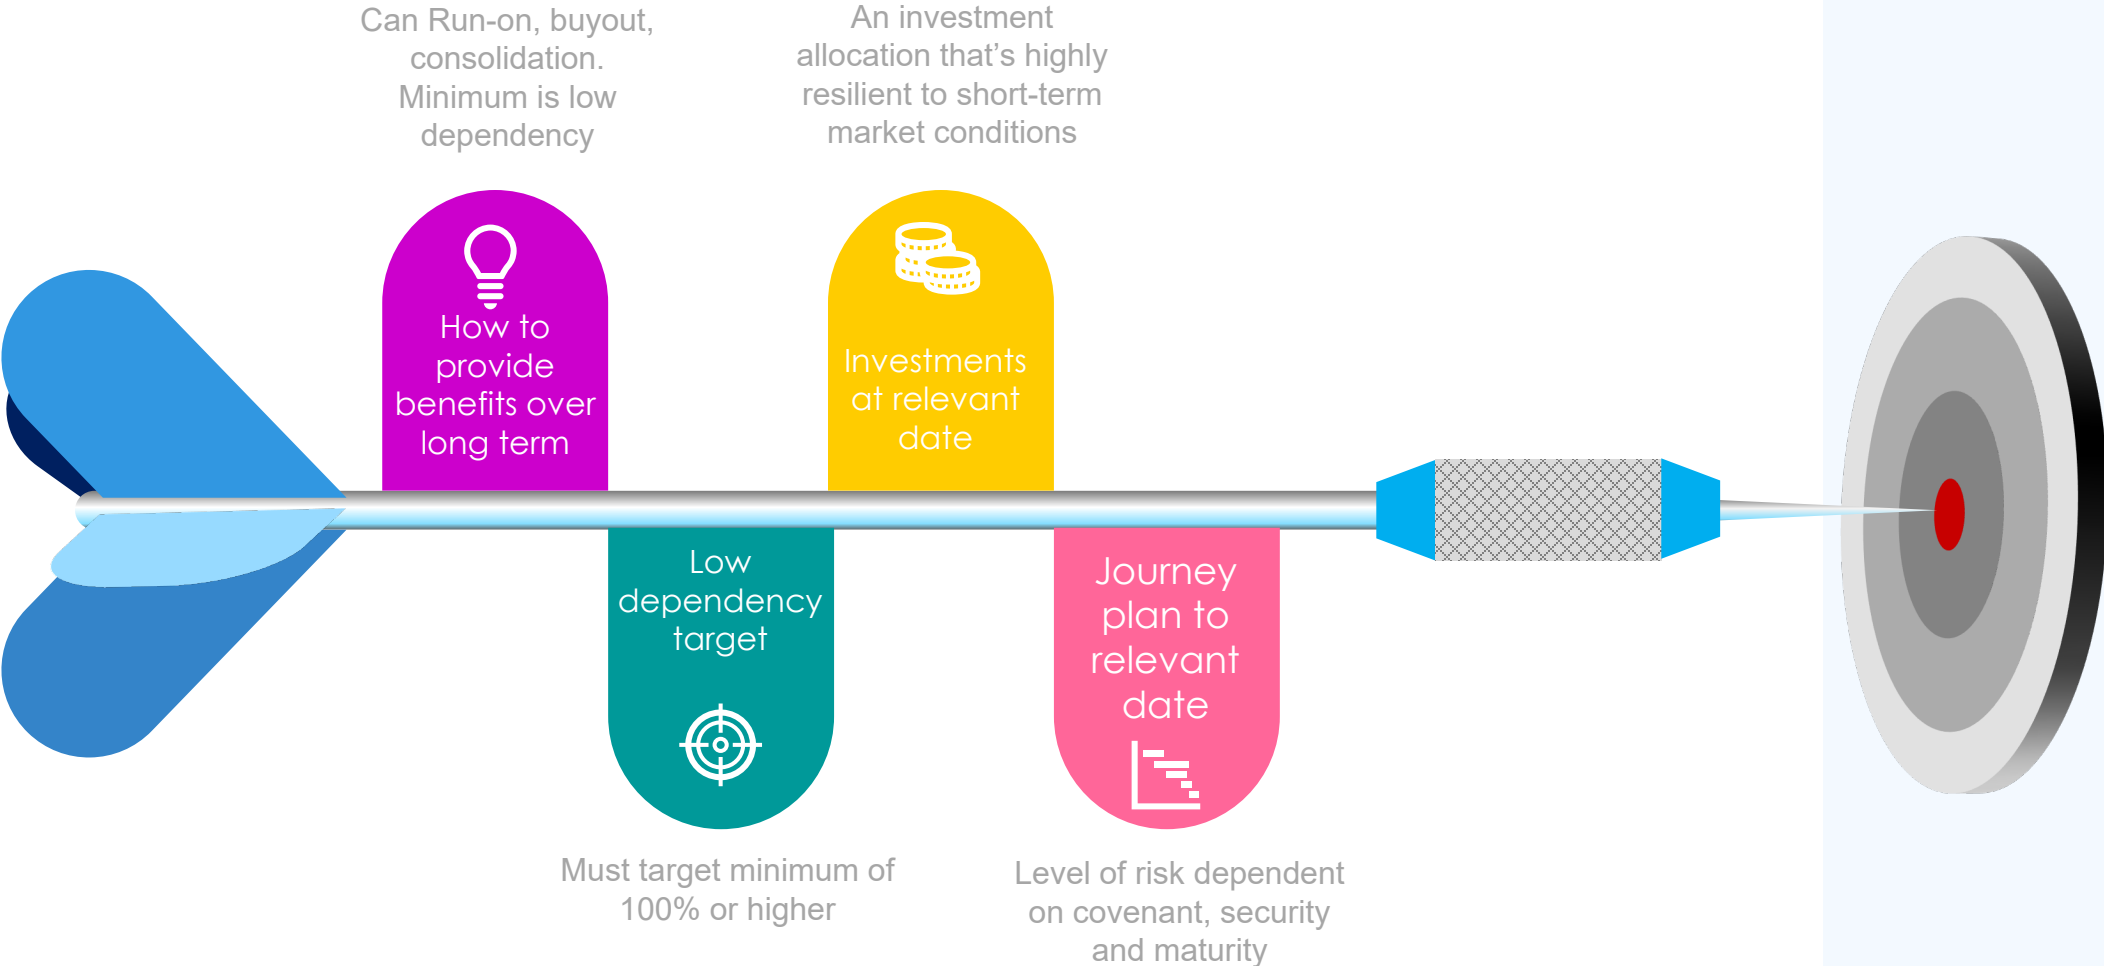 Can Run-on, buyout,
consolidation.
Minimum is low
dependency
How to
provide
benefits over
long term
Low
dependency
target
Must target minimum of
100% or higher
An investment
allocation that’s highly
resilient to short-term
market conditions
Investments
at relevant
date
Journey
plan to
relevant
date
Level of risk dependent
on covenant, security
and maturity